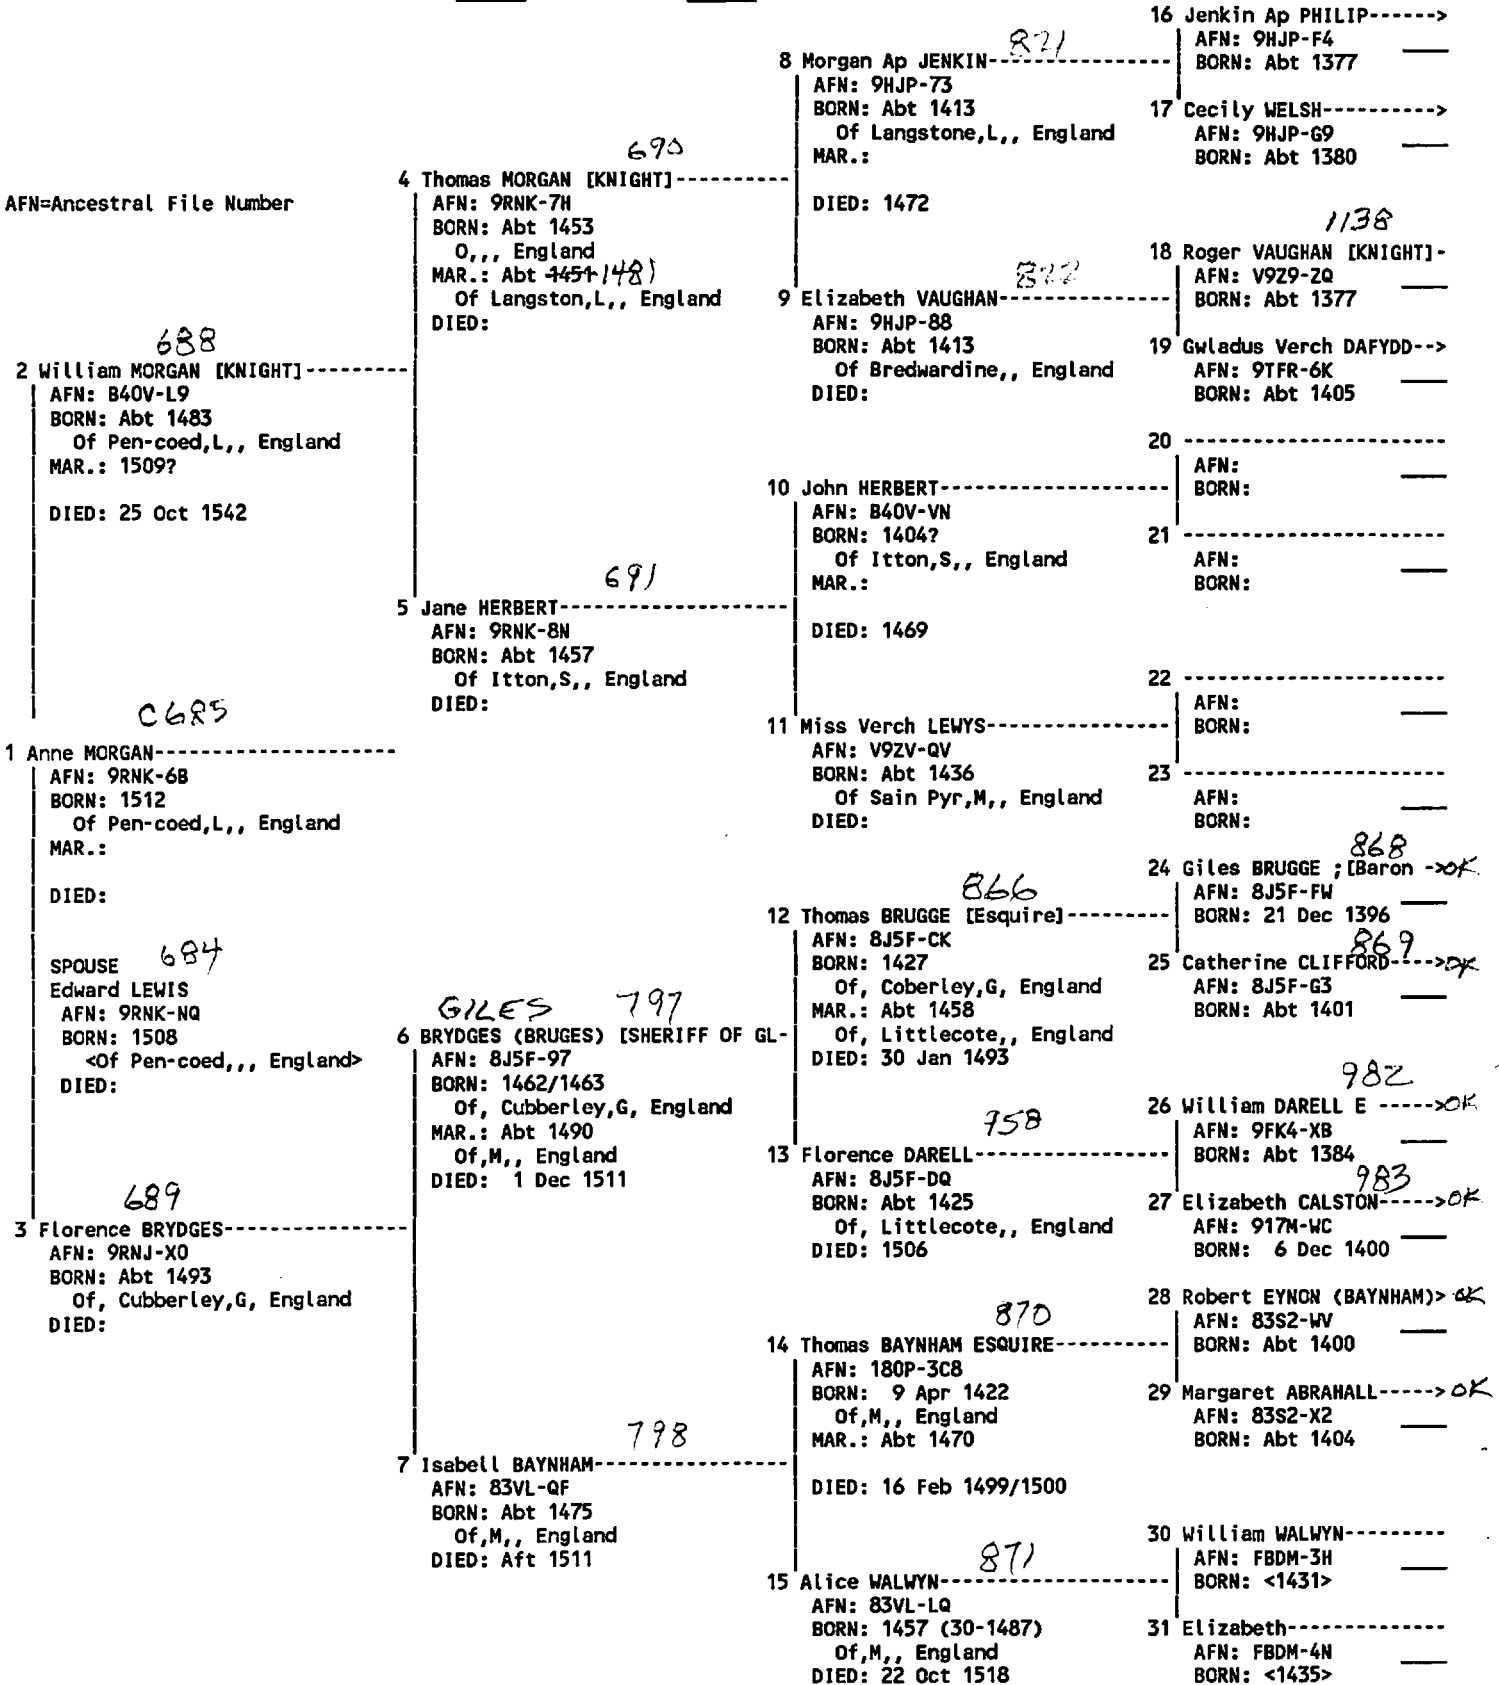 AFN=Ancestral File Number
C685
1 Anne MORGAN--------------------
AFN: 9RNK-6B
BORN: 1512
Of Pen-coed,L,, England
MAR.:
DIED:
SPOUSE 684
Edward LEWIS
AFN: 9RNK-NQ
BORN: 1508
<Of Pen-coed,,, England>
DIED:
688
2 William MORGAN [KNIGHT]---------
AFN: B40V-L9
BORN: Abt 1483
Of Pen-coed,L,, England
MAR.: 1509?
DIED: 25 Oct 1542
689
3 Florence BRYDGES----------------
AFN: 9RNJ-X0
BORN: Abt 1493
Of, Cubberley,G, England
DIED:
690
4 Thomas MORGAN [KNIGHT]----------
AFN: 9RNK-7H
BORN: Abt 1453
O,,, England
MAR.: Abt 1451 1481
Of Langston,L,, England
DIED:
691
5 Jane HERBERT--------------------
AFN: 9RNK-8N
BORN: Abt 1457
Of Itton,S,, England
DIED:
GILES 797
6 BRYDGES (BRUGES) [SHERIFF OF GL-
AFN: 8J5F-97
BORN: 1462/1463
Of, Cubberley,G, England
MAR.: Abt 1490
Of,M,, England
DIED: 1 Dec 1511
798
7 Isabell BAYNHAM-----------------
AFN: 83VL-QF
BORN: Abt 1475
Of,M,, England
DIED: Aft 1511
821
8 Morgan Ap JENKIN----------------
AFN: 9HJP-73
BORN: Abt 1413
Of Langstone,L,, England
MAR.:
DIED: 1472
822
9 Elizabeth VAUGHAN---------------
AFN: 9HJP-88
BORN: Abt 1413
Of Bredwardine,, England
DIED:
10 John HERBERT--------------------
AFN: B40V-VN
BORN: 1404?
Of Itton,S,, England
MAR.:
DIED: 1469
11 Miss Verch LEWYS----------------
AFN: V9ZV-QV
BORN: Abt 1436
Of Sain Pyr,M,, England
DIED:
866
12 Thomas BRUGGE [Esquire]---------
AFN: 8J5F-CK
BORN: 1427
Of, Coberley,G, England
MAR.: Abt 1458
Of, Littlecote,, England
DIED: 30 Jan 1493
958
13 Florence DARELL-----------------
AFN: 8J5F-DQ
BORN: Abt 1425
Of, Littlecote,, England
DIED: 1506
870
14 Thomas BAYNHAM ESQUIRE----------
AFN: 180P-3C8
BORN: 9 Apr 1422
Of,M,, England
MAR.: Abt 1470
DIED: 16 Feb 1499/1500
871
15 Alice WALWYN--------------------
AFN: 83VL-LQ
BORN: 1457 (30-1487)
Of,M,, England
DIED: 22 Oct 1518
16 Jenkin Ap PHILIP------>
AFN: 9HJP-F4
BORN: Abt 1377
17 Cecily WELSH---------->
AFN: 9HJP-G9
BORN: Abt 1380
1138
18 Roger VAUGHAN [KNIGHT]-
AFN: V9Z9-ZQ
BORN: Abt 1377
19 Gwladus Verch DAFYDD-->
AFN: 9TFR-6K
BORN: Abt 1405
20 -----------------------
AFN:
BORN:
21 -----------------------
AFN:
BORN:
22 -----------------------
AFN:
BORN:
23 -----------------------
AFN:
BORN:
868
24 Giles BRUGGE ;[Baron -> OK
AFN: 8J5F-FW
BORN: 21 Dec 1396
869
25 Catherine CLIFFORD----> OK
AFN: 8J5F-G3
BORN: Abt 1401
982
26 William DARELL E -----> OK
AFN: 9FK4-XB
BORN: Abt 1384
983
27 Elizabeth CALSTON-----> OK
AFN: 917M-WC
BORN: 6 Dec 1400
28 Robert EYNON (BAYNHAM)> OK
AFN: 83S2-WV
BORN: Abt 1400
29 Margaret ABRAHALL-----> OK
AFN: 83S2-X2
BORN: Abt 1404
30 William WALWYN---------
AFN: FBDM-3H
BORN: <1431>
31 Elizabeth--------------
AFN: FBDM-4N
BORN: <1435>